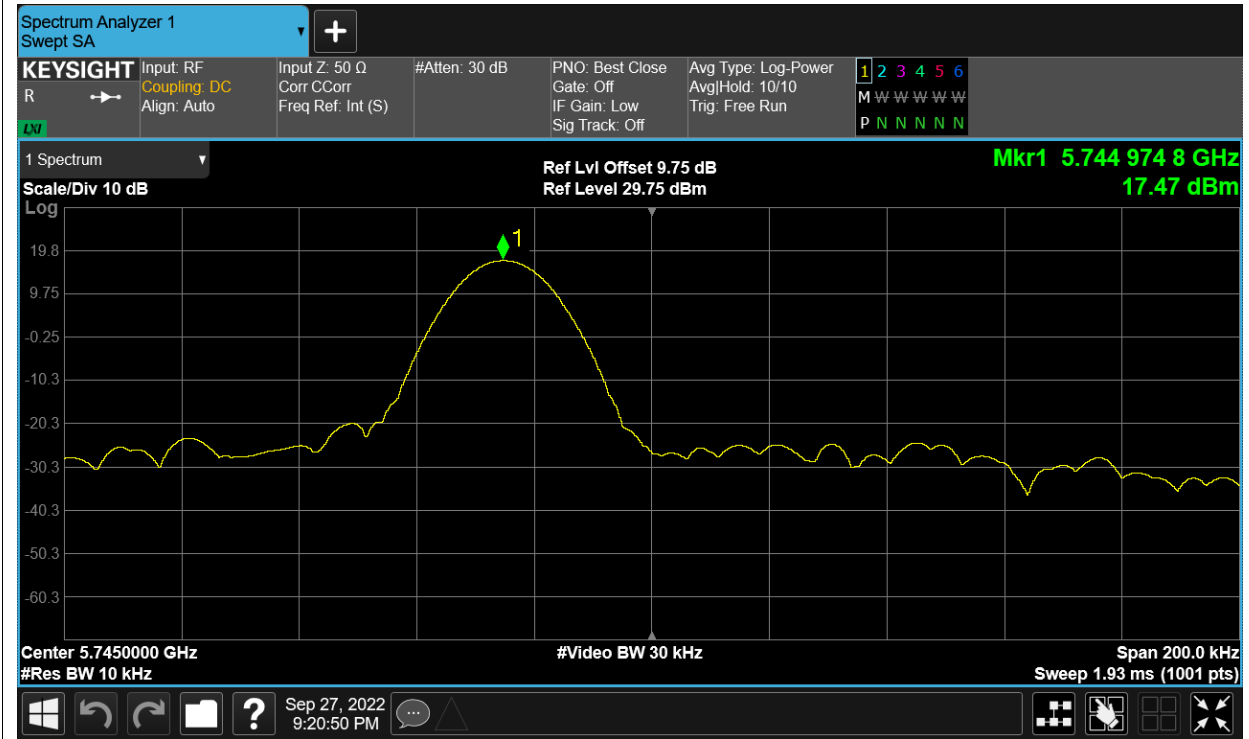 Spectrum Analyzer 1
Swept SA
KEYSIGHT
R
LXI
Input: RF
Coupling: DC
Align: Auto
Input Z: 50 Ω
Corr CCorr
Freq Ref: Int (S)
#Atten: 30 dB
PNO: Best Close
Gate: Off
IF Gain: Low
Sig Track: Off
Avg Type: Log-Power
Avg|Hold: 10/10
Trig: Free Run
1 2 3 4 5 6
M W W W W W
P N N N N N
1 Spectrum
Scale/Div 10 dB
Log
Ref Lvl Offset 9.75 dB
Ref Level 29.75 dBm
Mkr1 5.744 974 8 GHz
17.47 dBm
1
19.8
9.75
-0.25
-10.3
-20.3
-30.3
-40.3
-50.3
-60.3
Center 5.7450000 GHz
#Res BW 10 kHz
#Video BW 30 kHz
Span 200.0 kHz
Sweep 1.93 ms (1001 pts)
?
Sep 27, 2022
9:20:50 PM